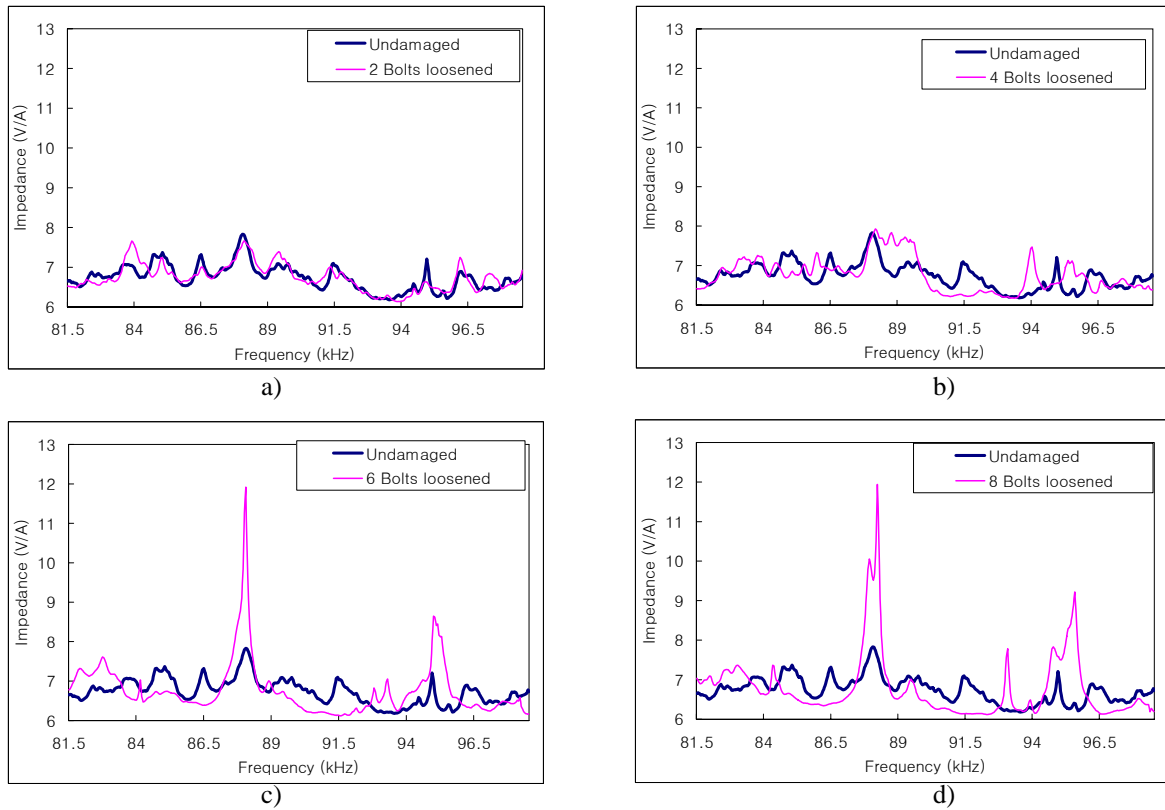 13
12
11
10
9
8
7
6
Impedance (V/A)
Undamaged
2 Bolts loosened
81.5 84 86.5 89 91.5 94 96.5
Frequency (kHz)
a)
13
12
11
10
9
8
7
6
Impedance (V/A)
Undamaged
4 Bolts loosened
81.5 84 86.5 89 91.5 94 96.5
Frequency (kHz)
b)
13
12
11
10
9
8
7
6
Impedance (V/A)
Undamaged
6 Bolts loosened
81.5 84 86.5 89 91.5 94 96.5
Frequency (kHz)
c)
13
12
11
10
9
8
7
6
Impedance (V/A)
Undamaged
8 Bolts loosened
81.5 84 86.5 89 91.5 94 96.5
Frequency (kHz)
d)